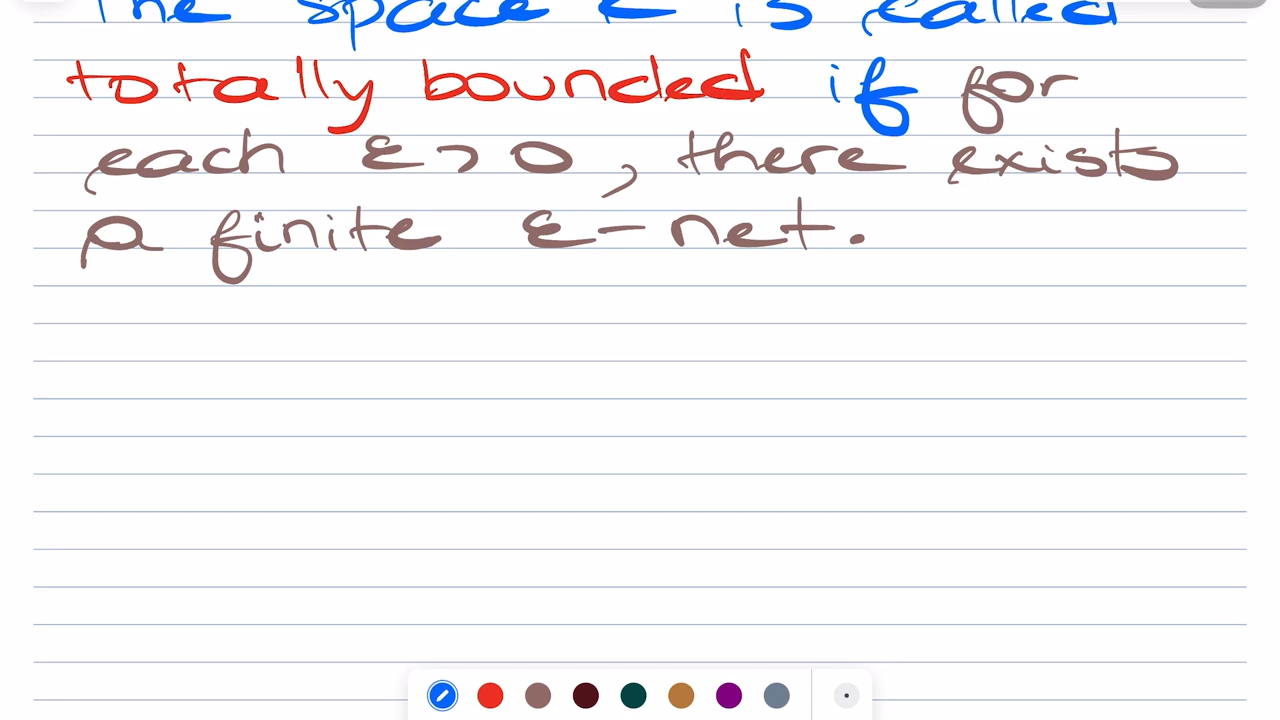 The space E is called
totally bounded if for
each ε > 0, there exists
a finite ε-net.